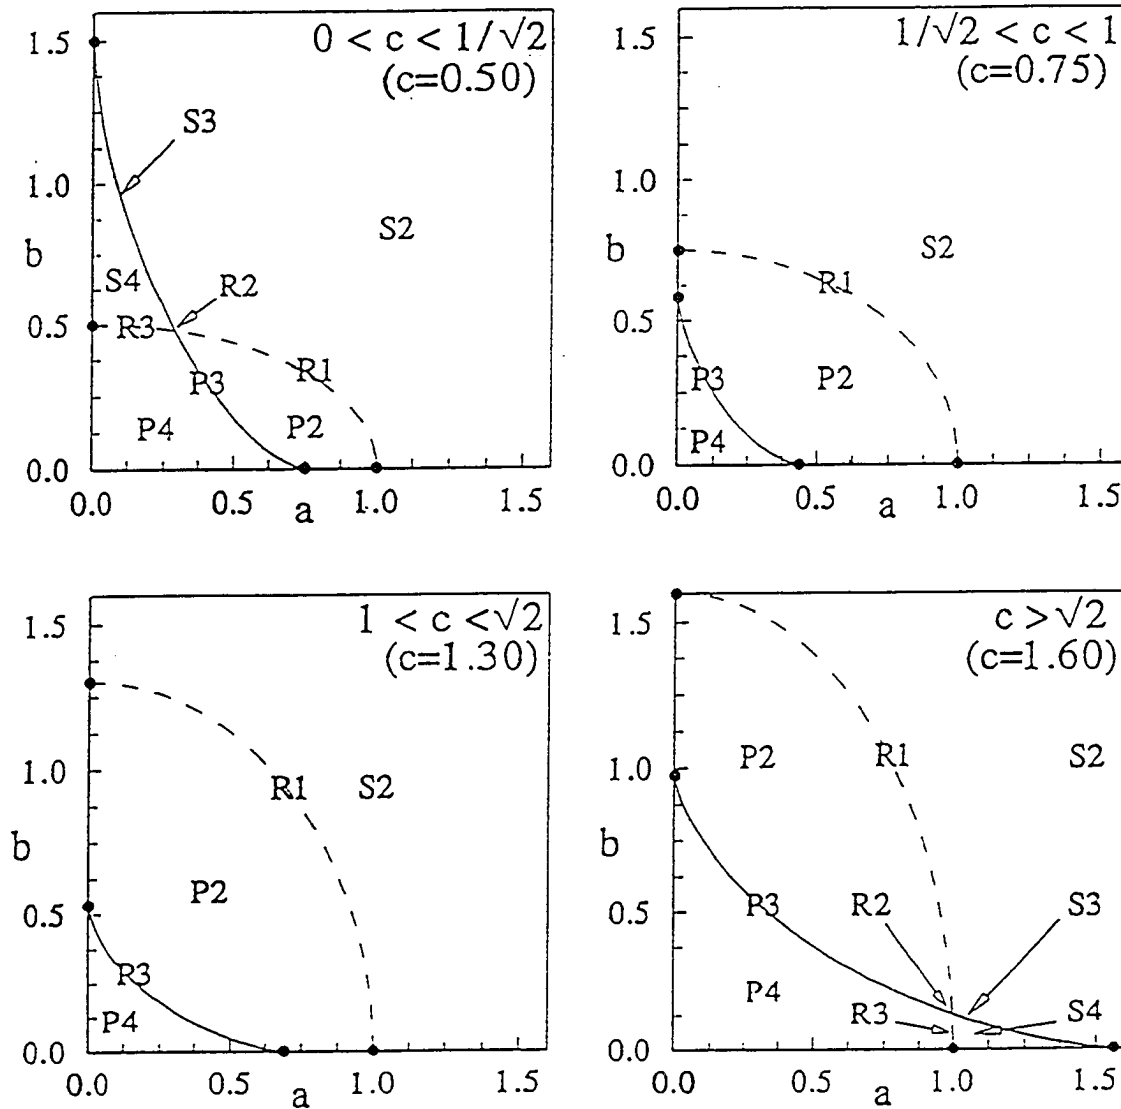 0 < c < 1/√2
(c=0.50)
1.5
S3
1.0
b
S2
S4
R2
0.5
R3
R1
P3
P4
P2
0.0
0.0
0.5
a
1.0
1.5
1/√2 < c < 1
(c=0.75)
1.5
1.0
b
S2
R1
0.5
P3
P2
P4
0.0
0.0
0.5
a
1.0
1.5
1 < c < √2
(c=1.30)
1.5
1.0
R1
S2
b
P2
0.5
R3
P4
0.0
0.0
0.5
a
1.0
1.5
c > √2
(c=1.60)
1.5
P2
R1
S2
1.0
b
P3
R2
S3
0.5
P4
R3
S4
0.0
0.0
0.5
a
1.0
1.5